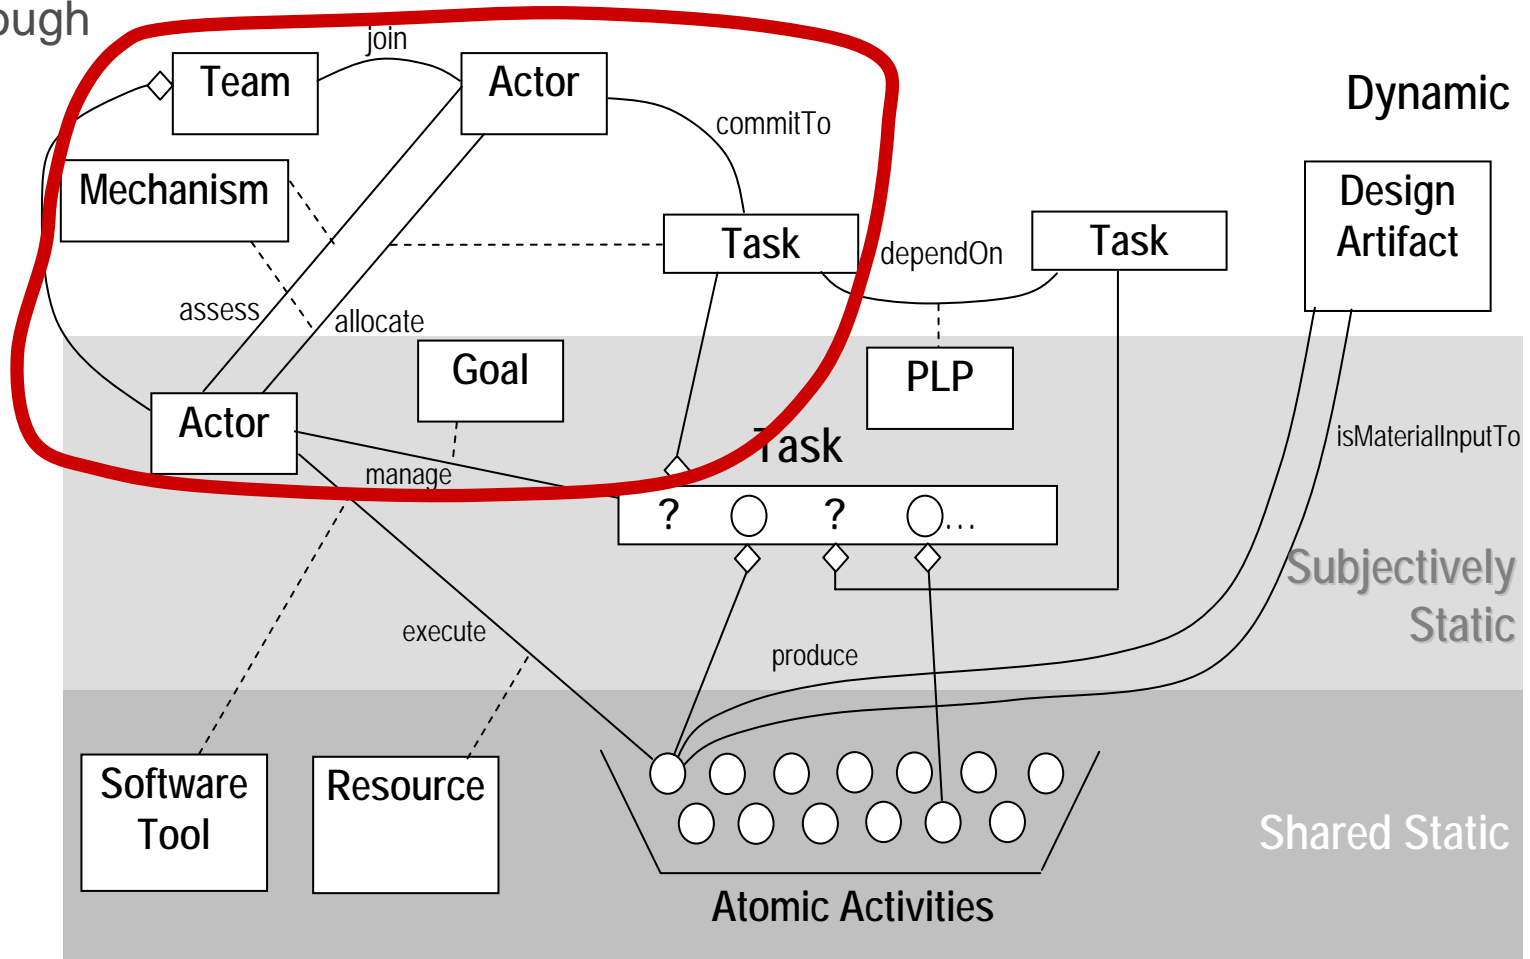 ough
join
Team
Actor
Dynamic
commitTo
Mechanism
Design
Artifact
Task
Task
dependOn
assess
allocate
Goal
PLP
Actor
Task
isMaterialInputTo
manage
? ? ...
Subjectively
Static
execute
produce
Software
Tool
Resource
Shared Static
Atomic Activities